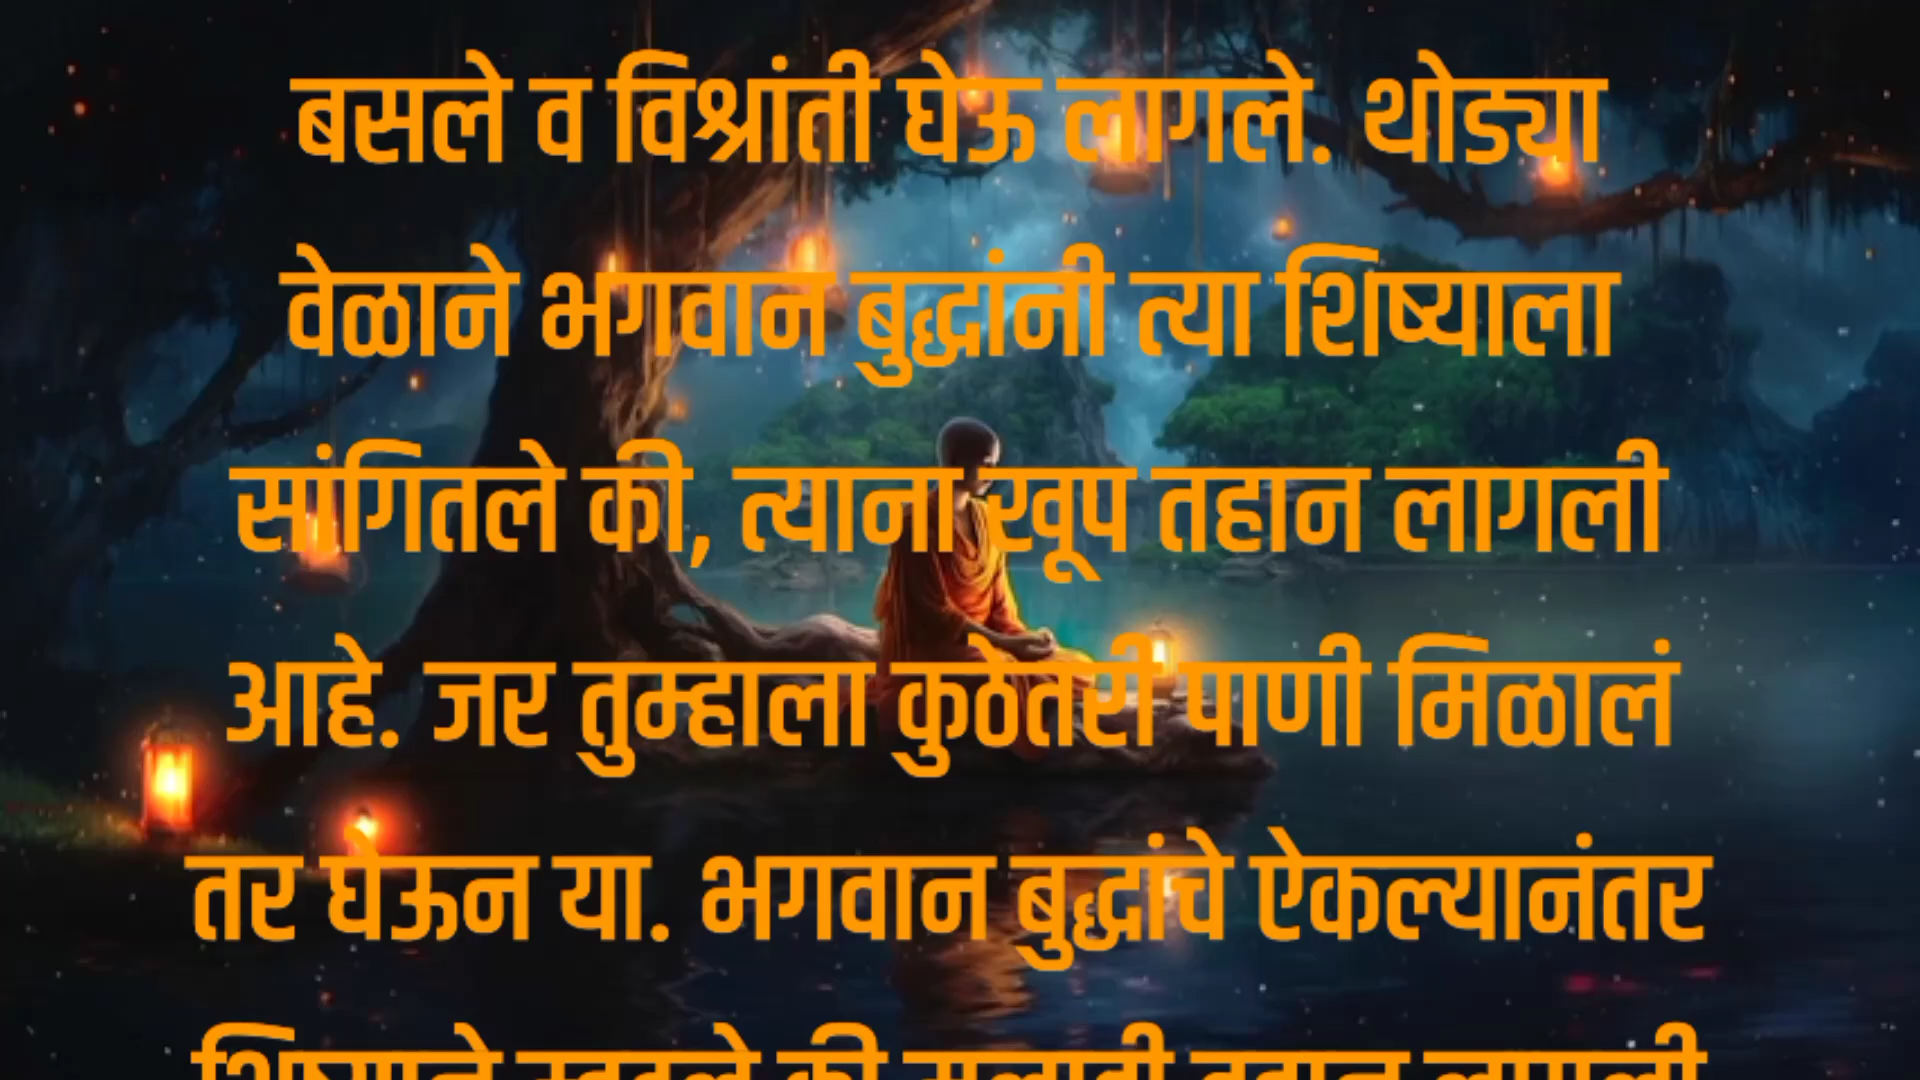 बसले व विश्रांती घेऊ लागले. थोड्या
वेळाने भगवान बुद्धांनी त्या शिष्याला
सांगितले की, त्याना खूप तहान लागली
आहे. जर तुम्हाला कुठेतरी पाणी मिळालं
तर घेऊन या. भगवान बुद्धांचे ऐकल्यानंतर